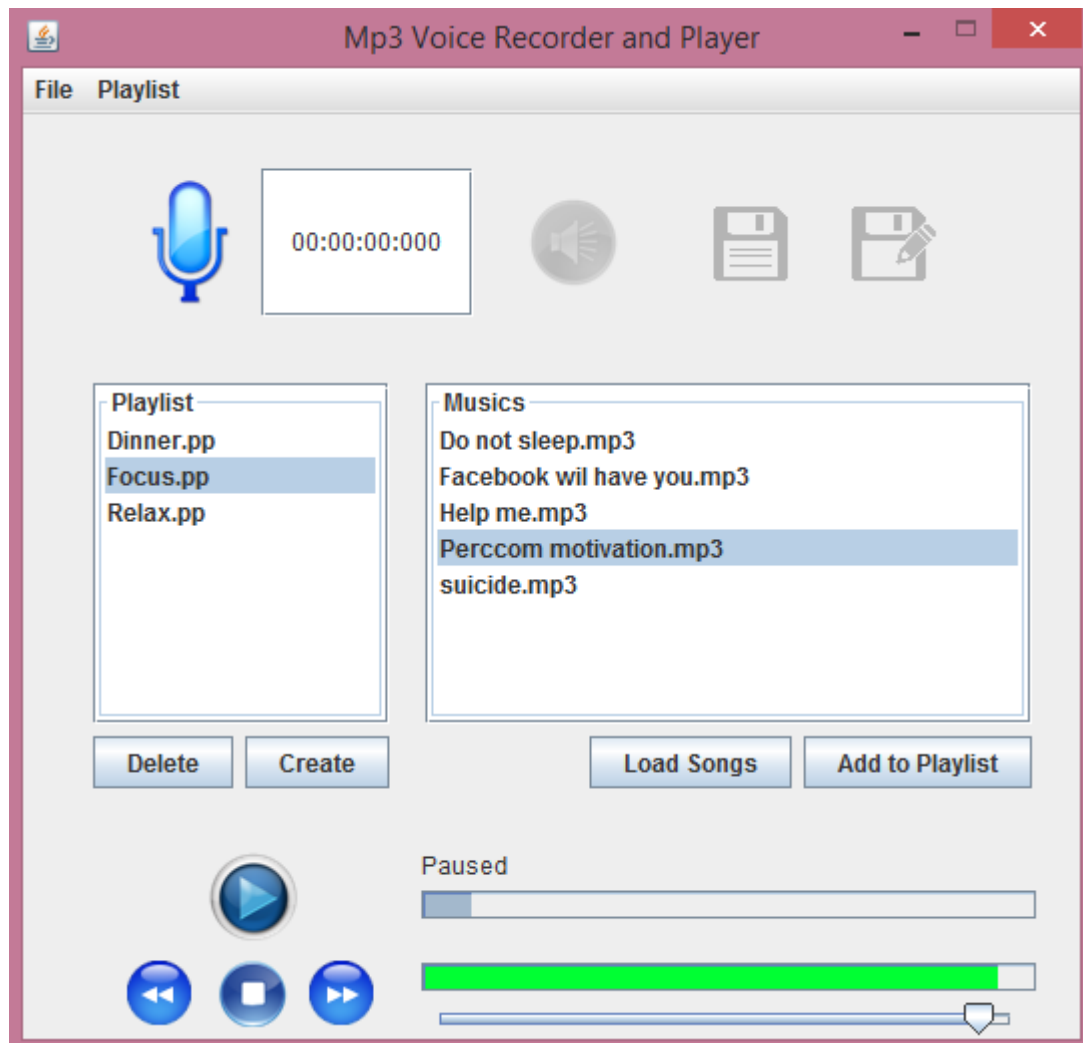 Mp3 Voice Recorder and Player
File Playlist
00:00:00:000
Playlist
Dinner.pp
Focus.pp
Relax.pp
Musics
Do not sleep.mp3
Facebook wil have you.mp3
Help me.mp3
Perccom motivation.mp3
suicide.mp3
Delete Create Load Songs Add to Playlist
Paused